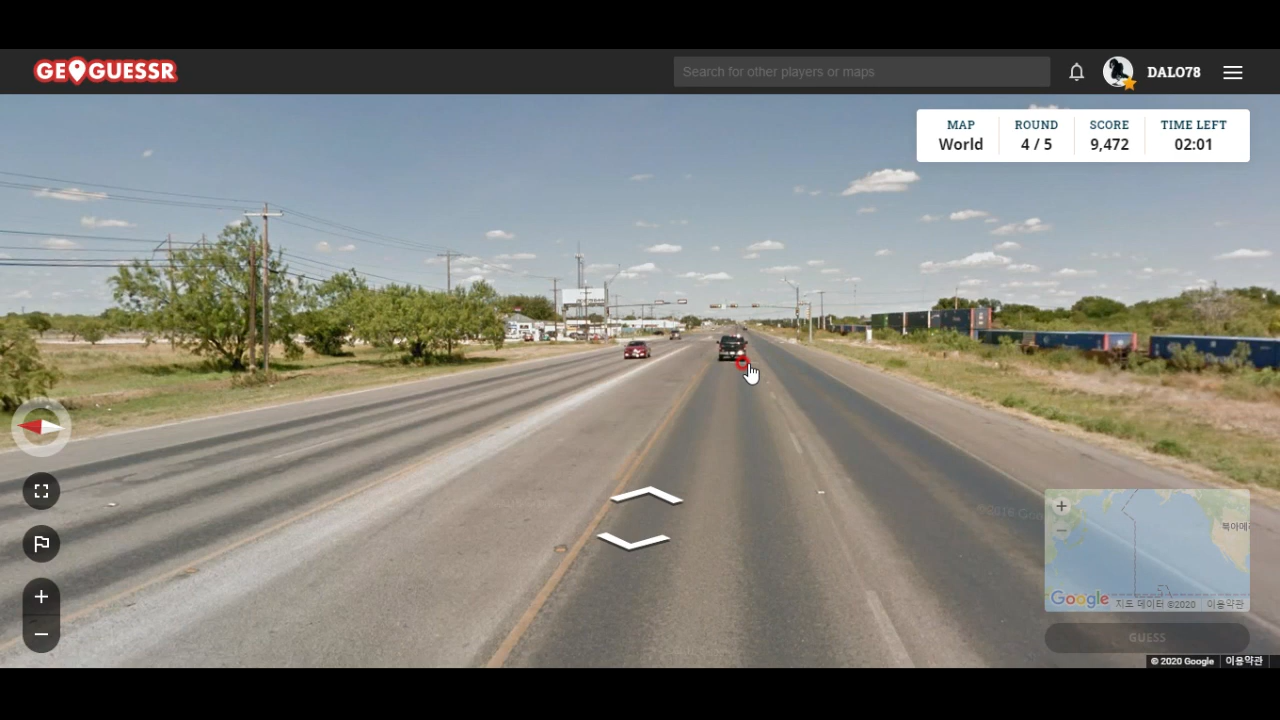 GEOGUESSR
Search for other players or maps
DALO78
MAP ROUND SCORE TIME LEFT
World 4 / 5 9,472 02:01
©2016 Goo
북아메
Google 지도 데이터 ©2020 이용약관
GUESS
© 2020 Google 이용약관